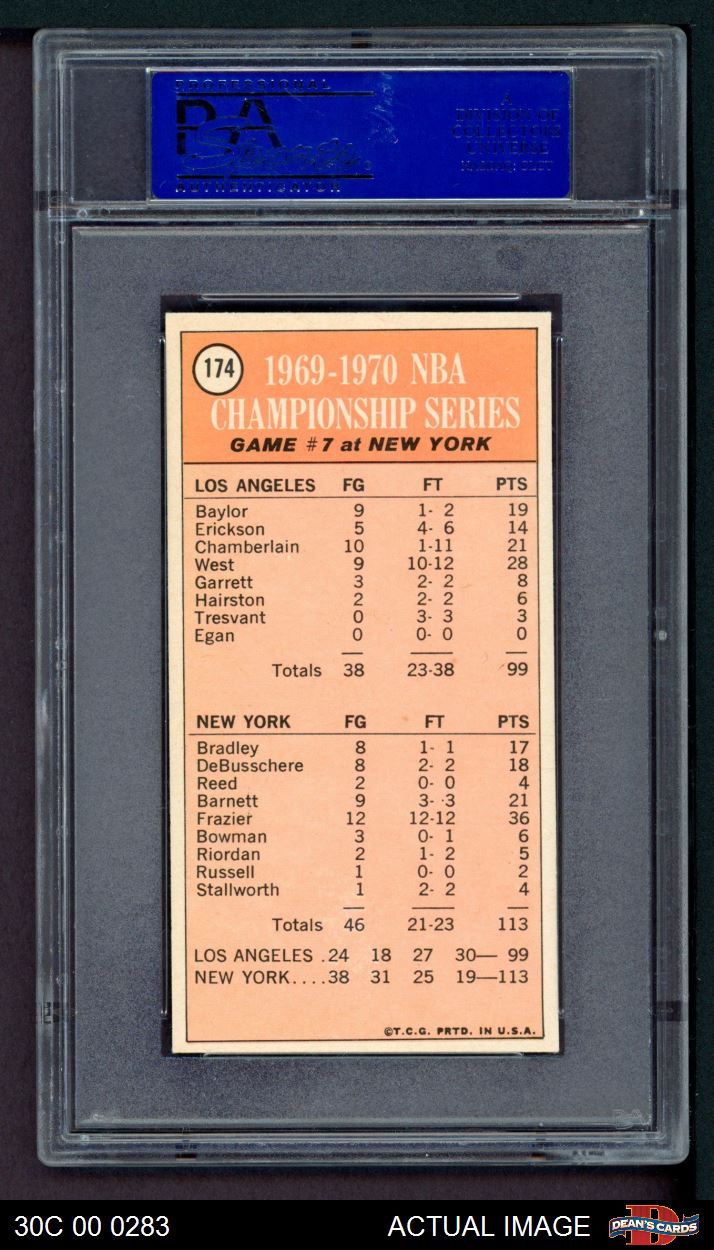 PROFESSIONAL
PSA
AUTHENTICATOR
A
DIVISION OF
COLLECTORS
UNIVERSE
174
1969-1970 NBA
CHAMPIONSHIP SERIES
GAME #7 at NEW YORK
LOS ANGELES FG FT PTS
Baylor 9 1- 2 19
Erickson 5 4- 6 14
Chamberlain 10 1-11 21
West 9 10-12 28
Garrett 3 2- 2 8
Hairston 2 2- 2 6
Tresvant 0 3- 3 3
Egan 0 0- 0 0
Totals 38 23-38 99
NEW YORK FG FT PTS
Bradley 8 1- 1 17
DeBusschere 8 2- 2 18
Reed 2 0- 0 4
Barnett 9 3- 3 21
Frazier 12 12-12 36
Bowman 3 0- 1 6
Riordan 2 1- 2 5
Russell 1 0- 0 2
Stallworth 1 2- 2 4
Totals 46 21-23 113
LOS ANGELES .24 18 27 30— 99
NEW YORK....38 31 25 19—113
©T.C.G. PRTD. IN U.S.A.
30C 00 0283 ACTUAL IMAGE DEAN'S CARDS